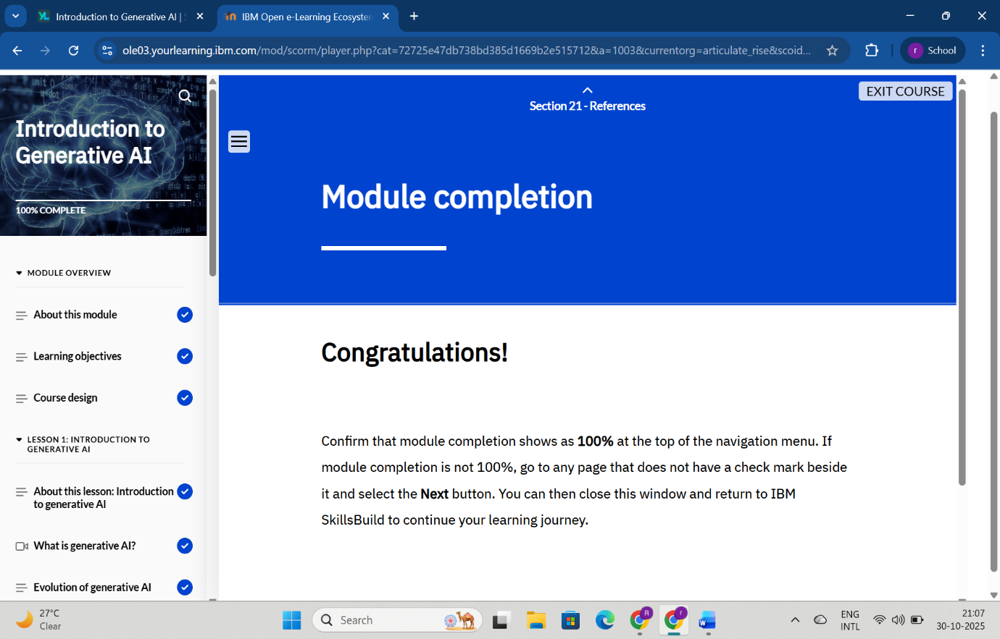 Introduction to Generative AI | S
IBM Open e-Learning Ecosystem
ole03.yourlearning.ibm.com/mod/scorm/player.php?cat=72725e47db738bd385d1669b2e515712&a=1003&currentorg=articulate_rise&scoid...
r School
Introduction to
Generative AI
100% COMPLETE
MODULE OVERVIEW
About this module
Learning objectives
Course design
LESSON 1: INTRODUCTION TO
GENERATIVE AI
About this lesson: Introduction
to generative AI
What is generative AI?
Evolution of generative AI
Section 21 - References
EXIT COURSE
Module completion
Congratulations!
Confirm that module completion shows as 100% at the top of the navigation menu. If
module completion is not 100%, go to any page that does not have a check mark beside
it and select the Next button. You can then close this window and return to IBM
SkillsBuild to continue your learning journey.
27°C
Clear
Search
R
r
ENG
INTL
21:07
30-10-2025